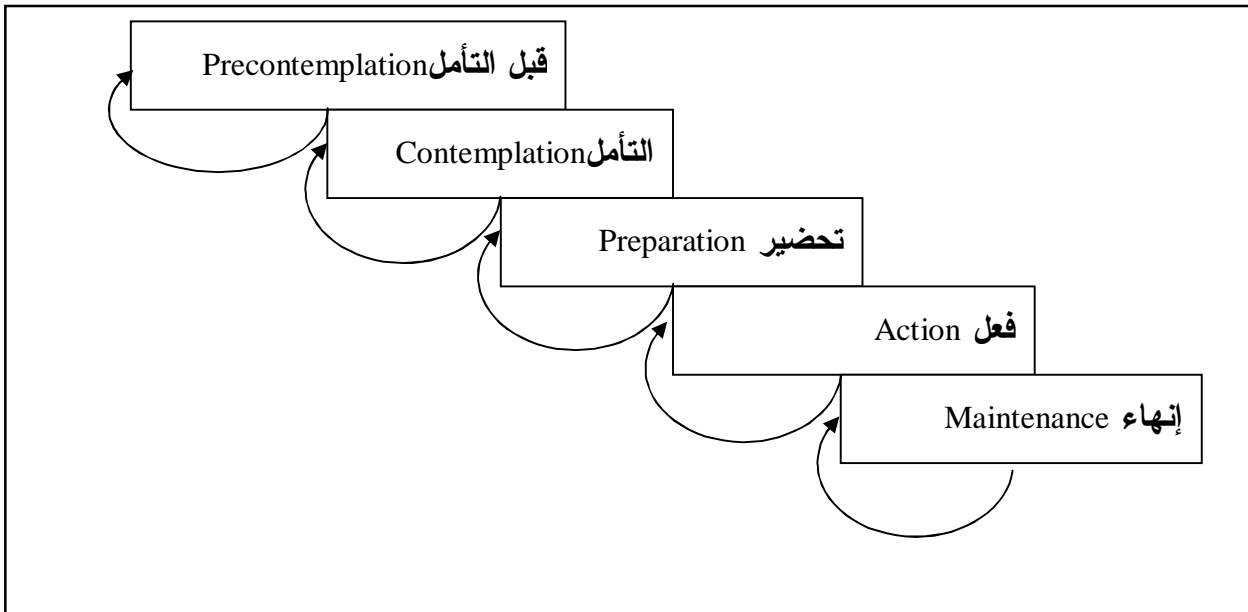 قبل التأمل Precontemplation
التأمل Contemplation
تحضير Preparation
فعل Action
إنهاء Maintenance